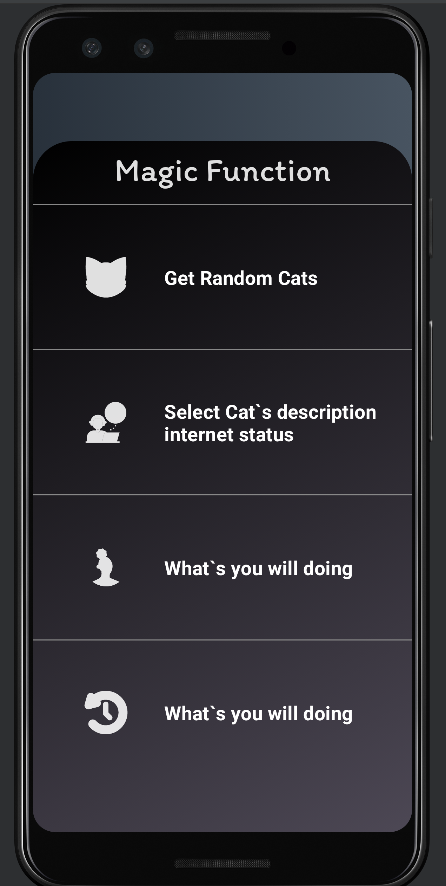 Magic Function
Get Random Cats
Select Cat`s description
internet status
What`s you will doing
What`s you will doing